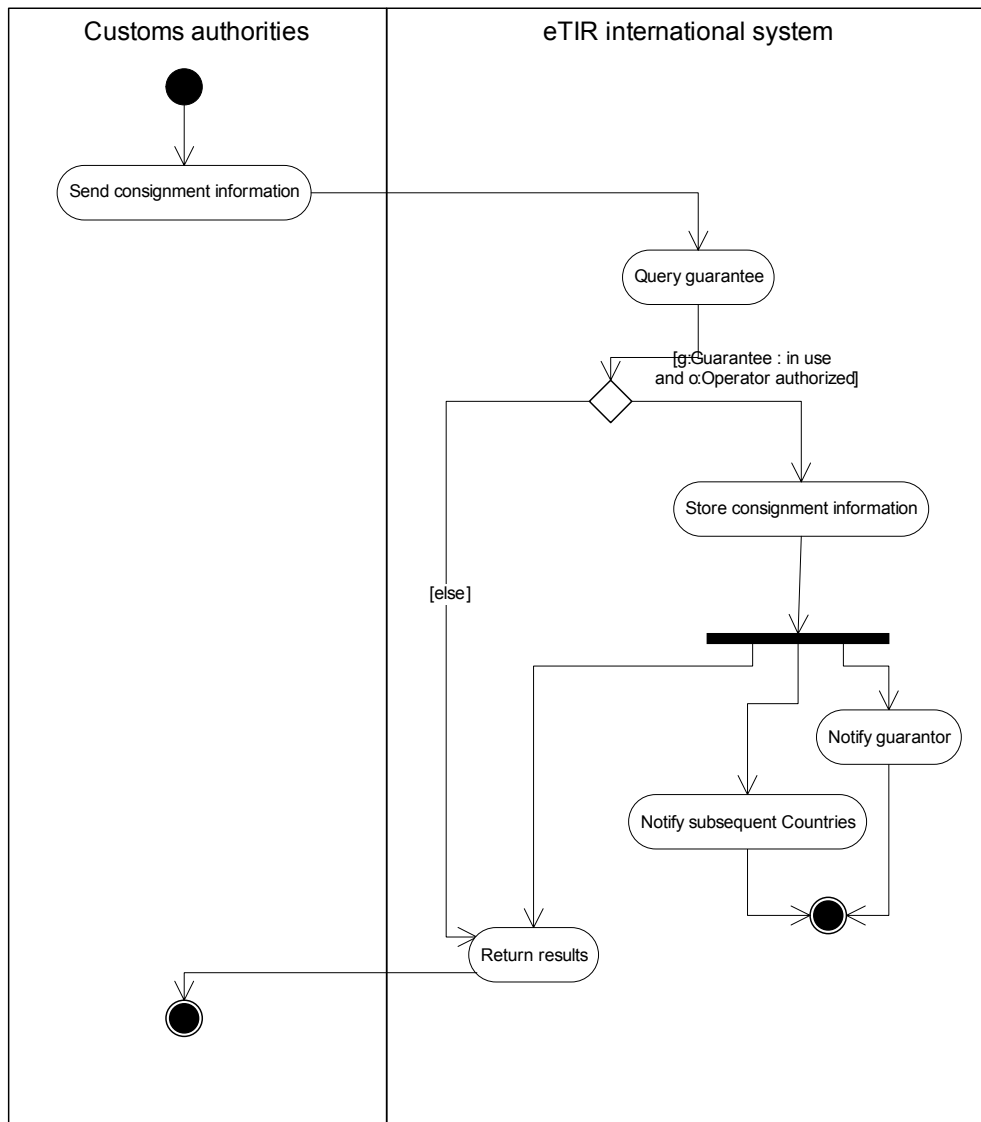 Customs authorities
eTIR international system
Send consignment information
Query guarantee
[g:Guarantee : in use
and o:Operator authorized]
Store consignment information
[else]
Notify guarantor
Notify subsequent Countries
Return results